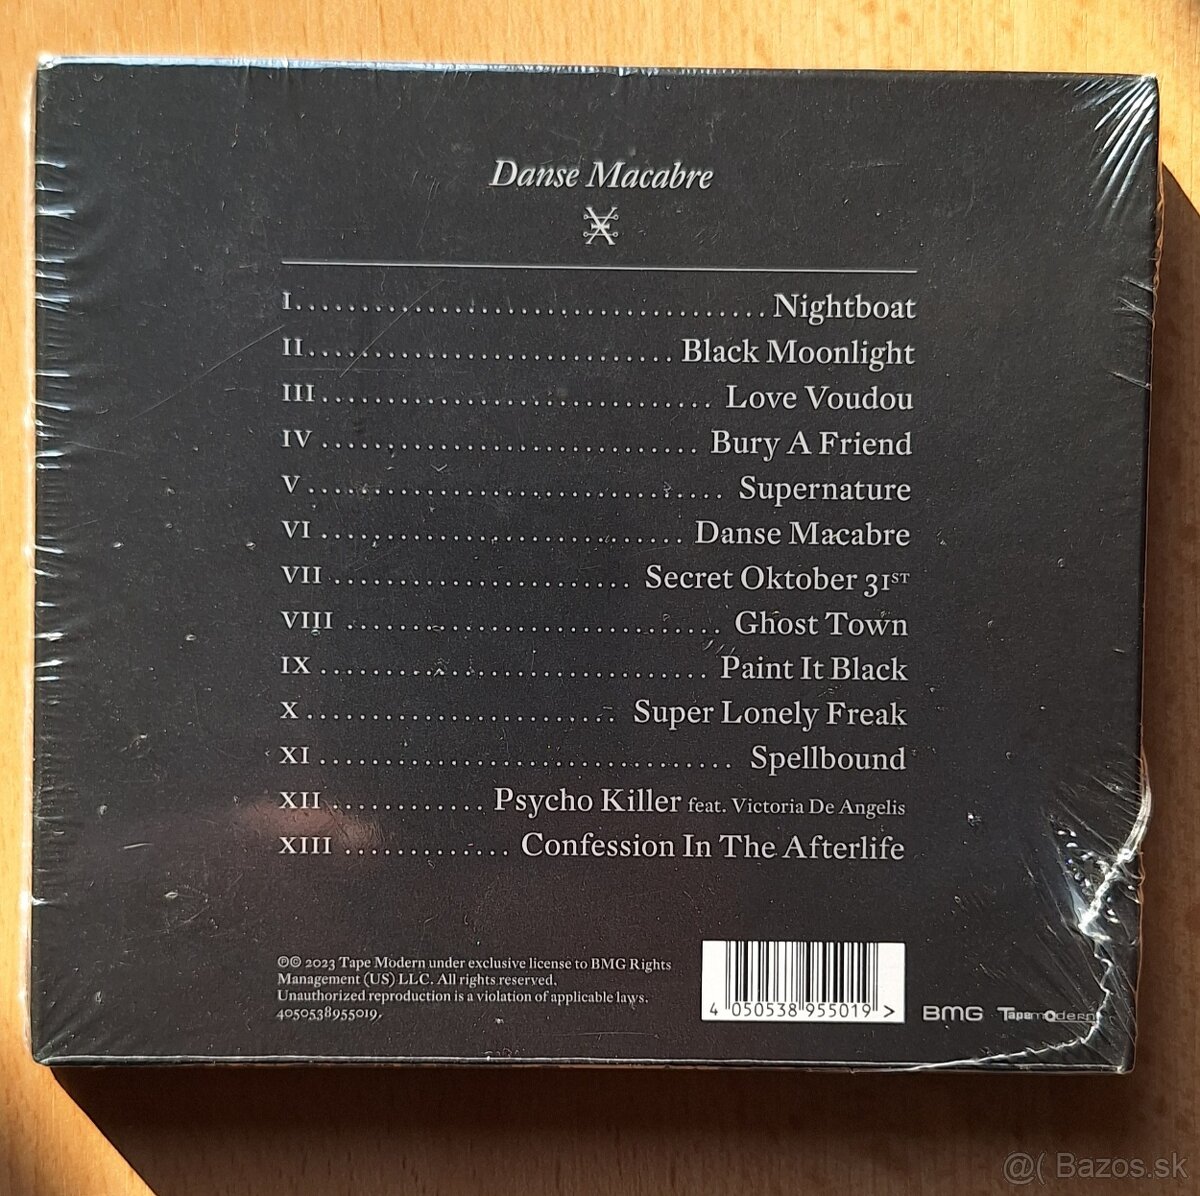 Danse Macabre
I........................................ Nightboat
II............................... Black Moonlight
III.................................. Love Voudou
IV.................................. Bury A Friend
V................................... Supernature
VI............................... Danse Macabre
VII.......................... Secret Oktober 31ST
VIII................................. Ghost Town
IX................................ Paint It Black
X.......................... Super Lonely Freak
XI.................................. Spellbound
XII............. Psycho Killer feat. Victoria De Angelis
XIII............. Confession In The Afterlife
℗© 2023 Tape Modern under exclusive license to BMG Rights
Management (US) LLC. All rights reserved.
Unauthorized reproduction is a violation of applicable laws.
4050538955019.
4 050538 955019 >
BMG
Tapemodern
@( Bazos.sk